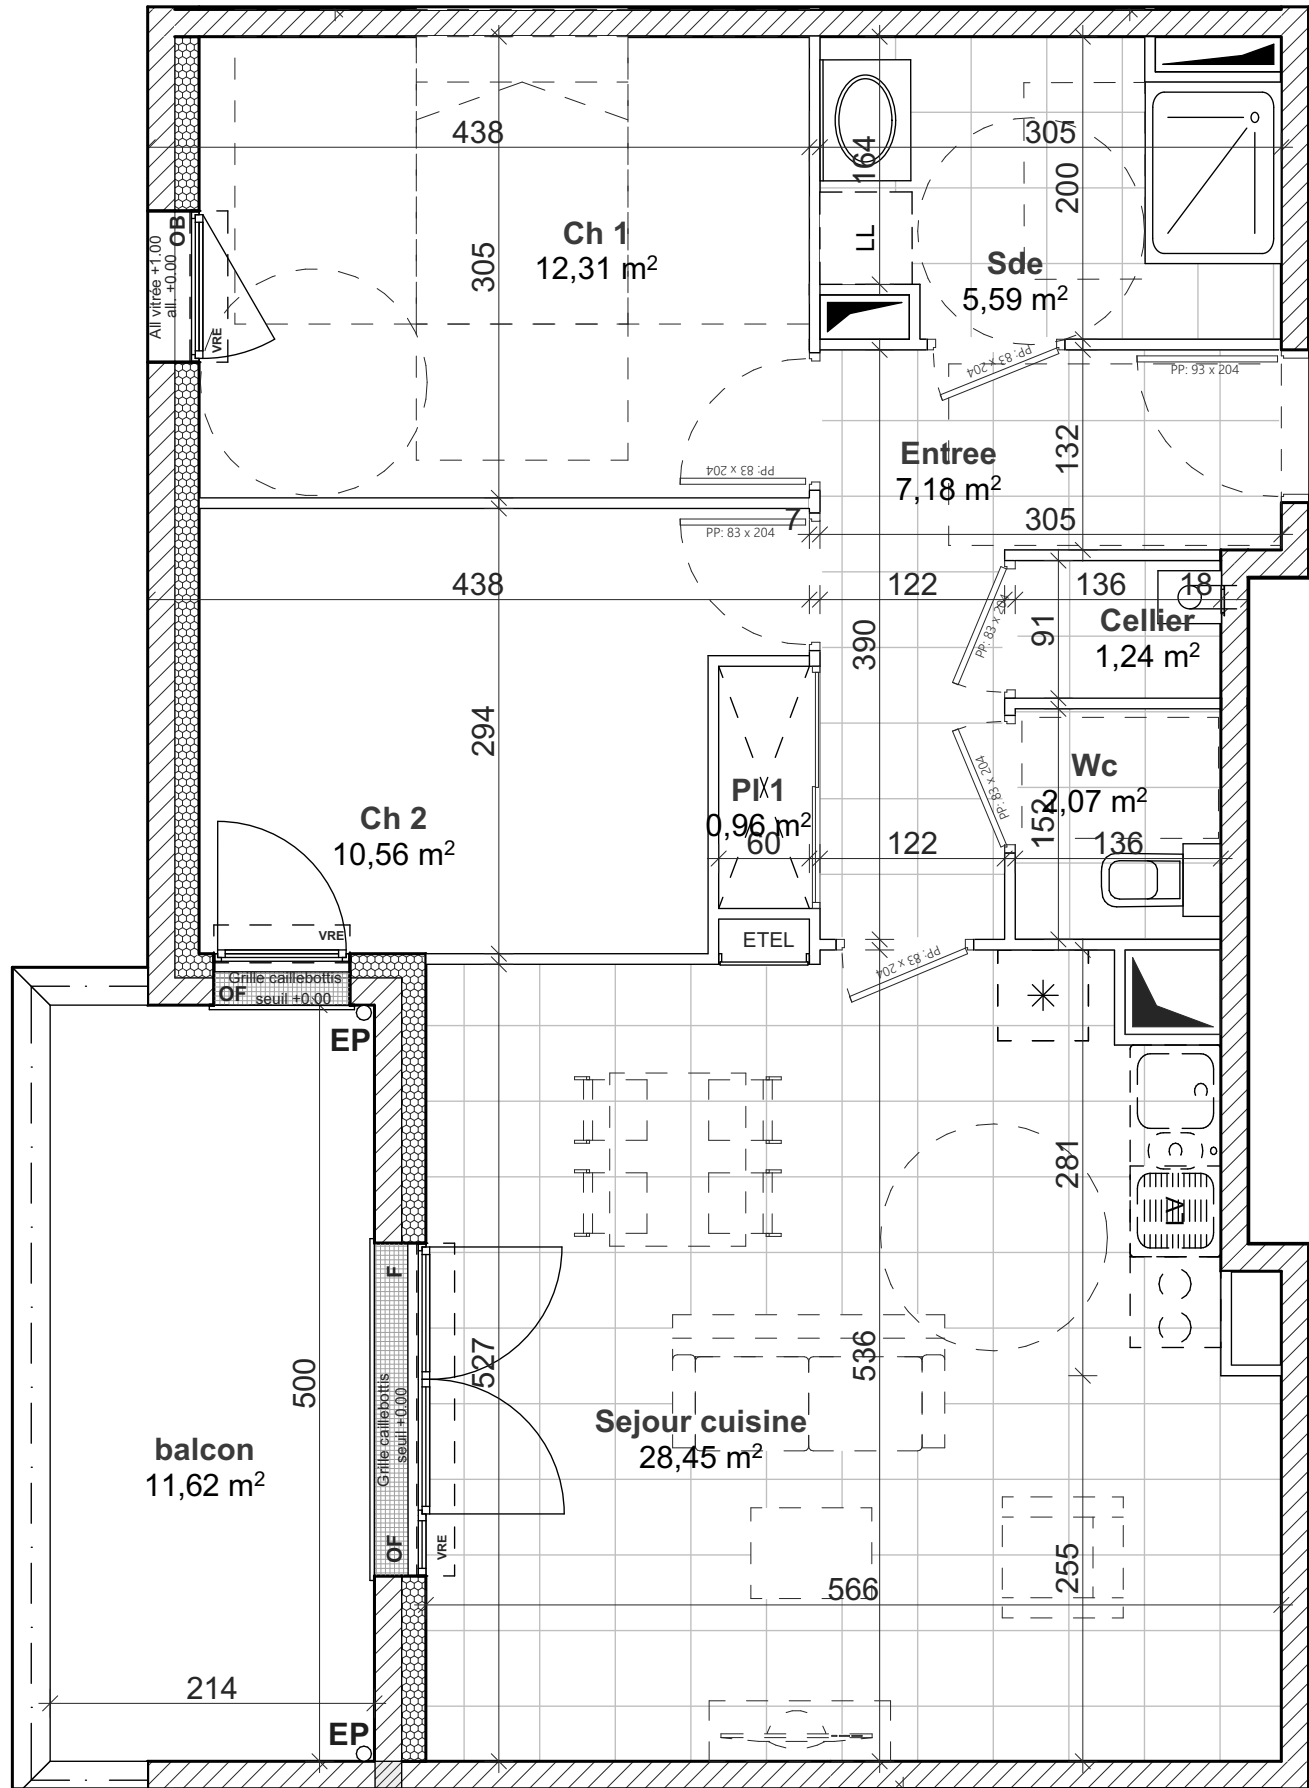 438
305
164
200
OB
All vitrée +1.00
all. +0.00
VRE
Ch 1
12,31 m²
305
LL
Sde
5,59 m²
PP: 83 x 204
PP: 93 x 204
Entree
7,18 m²
132
PP: 83 x 204
7
305
PP: 83 x 204
438
122
136
18
PP: 83 x 204
91
Cellier
1,24 m²
390
294
Wc
2,07 m²
PP: 83 x 204
152
Pl 1
0,96 m²
60
122
136
Ch 2
10,56 m²
VRE
ETEL
PP: 83 x 204
Grille caillebottis
seuil +0.00
OF
EP
281
LV
F
527
536
500
Grille caillebottis
seuil +0.00
Sejour cuisine
28,45 m²
balcon
11,62 m²
OF
VRE
255
566
214
EP